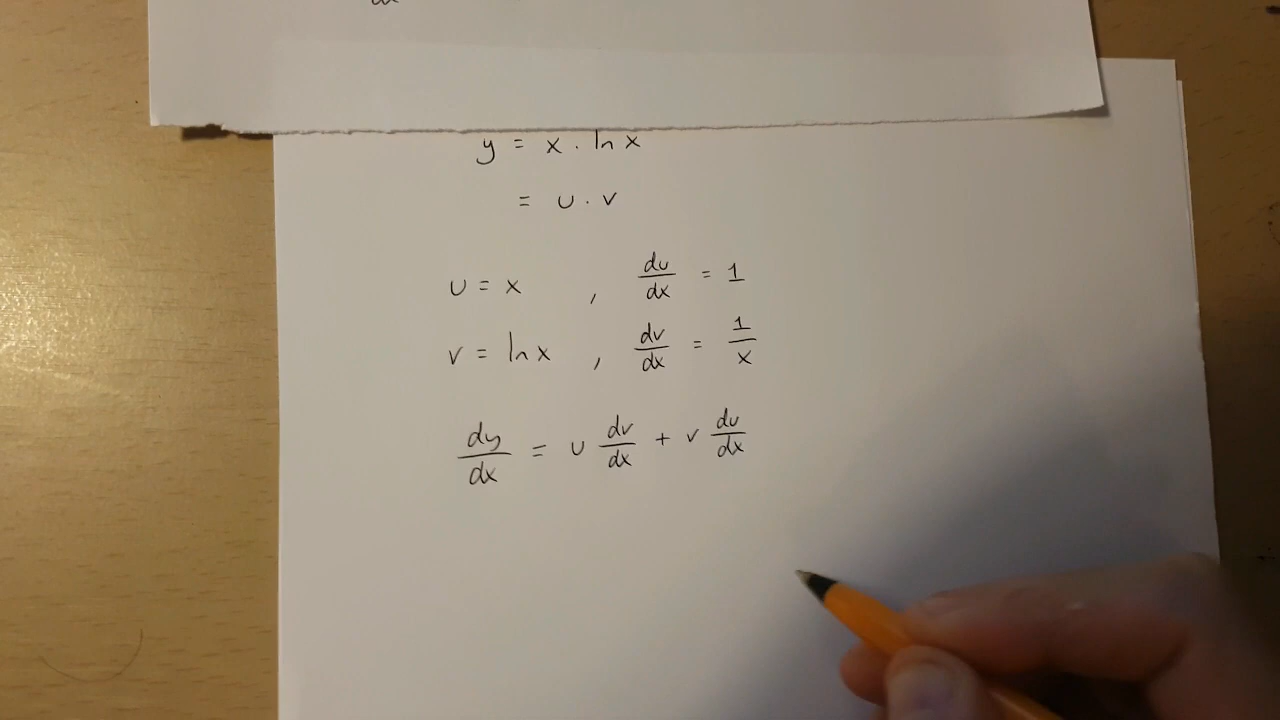 y = x . ln x
= u . v
u = x , du/dx = 1
v = ln x , dv/dx = 1/x
dy/dx = u dv/dx + v du/dx